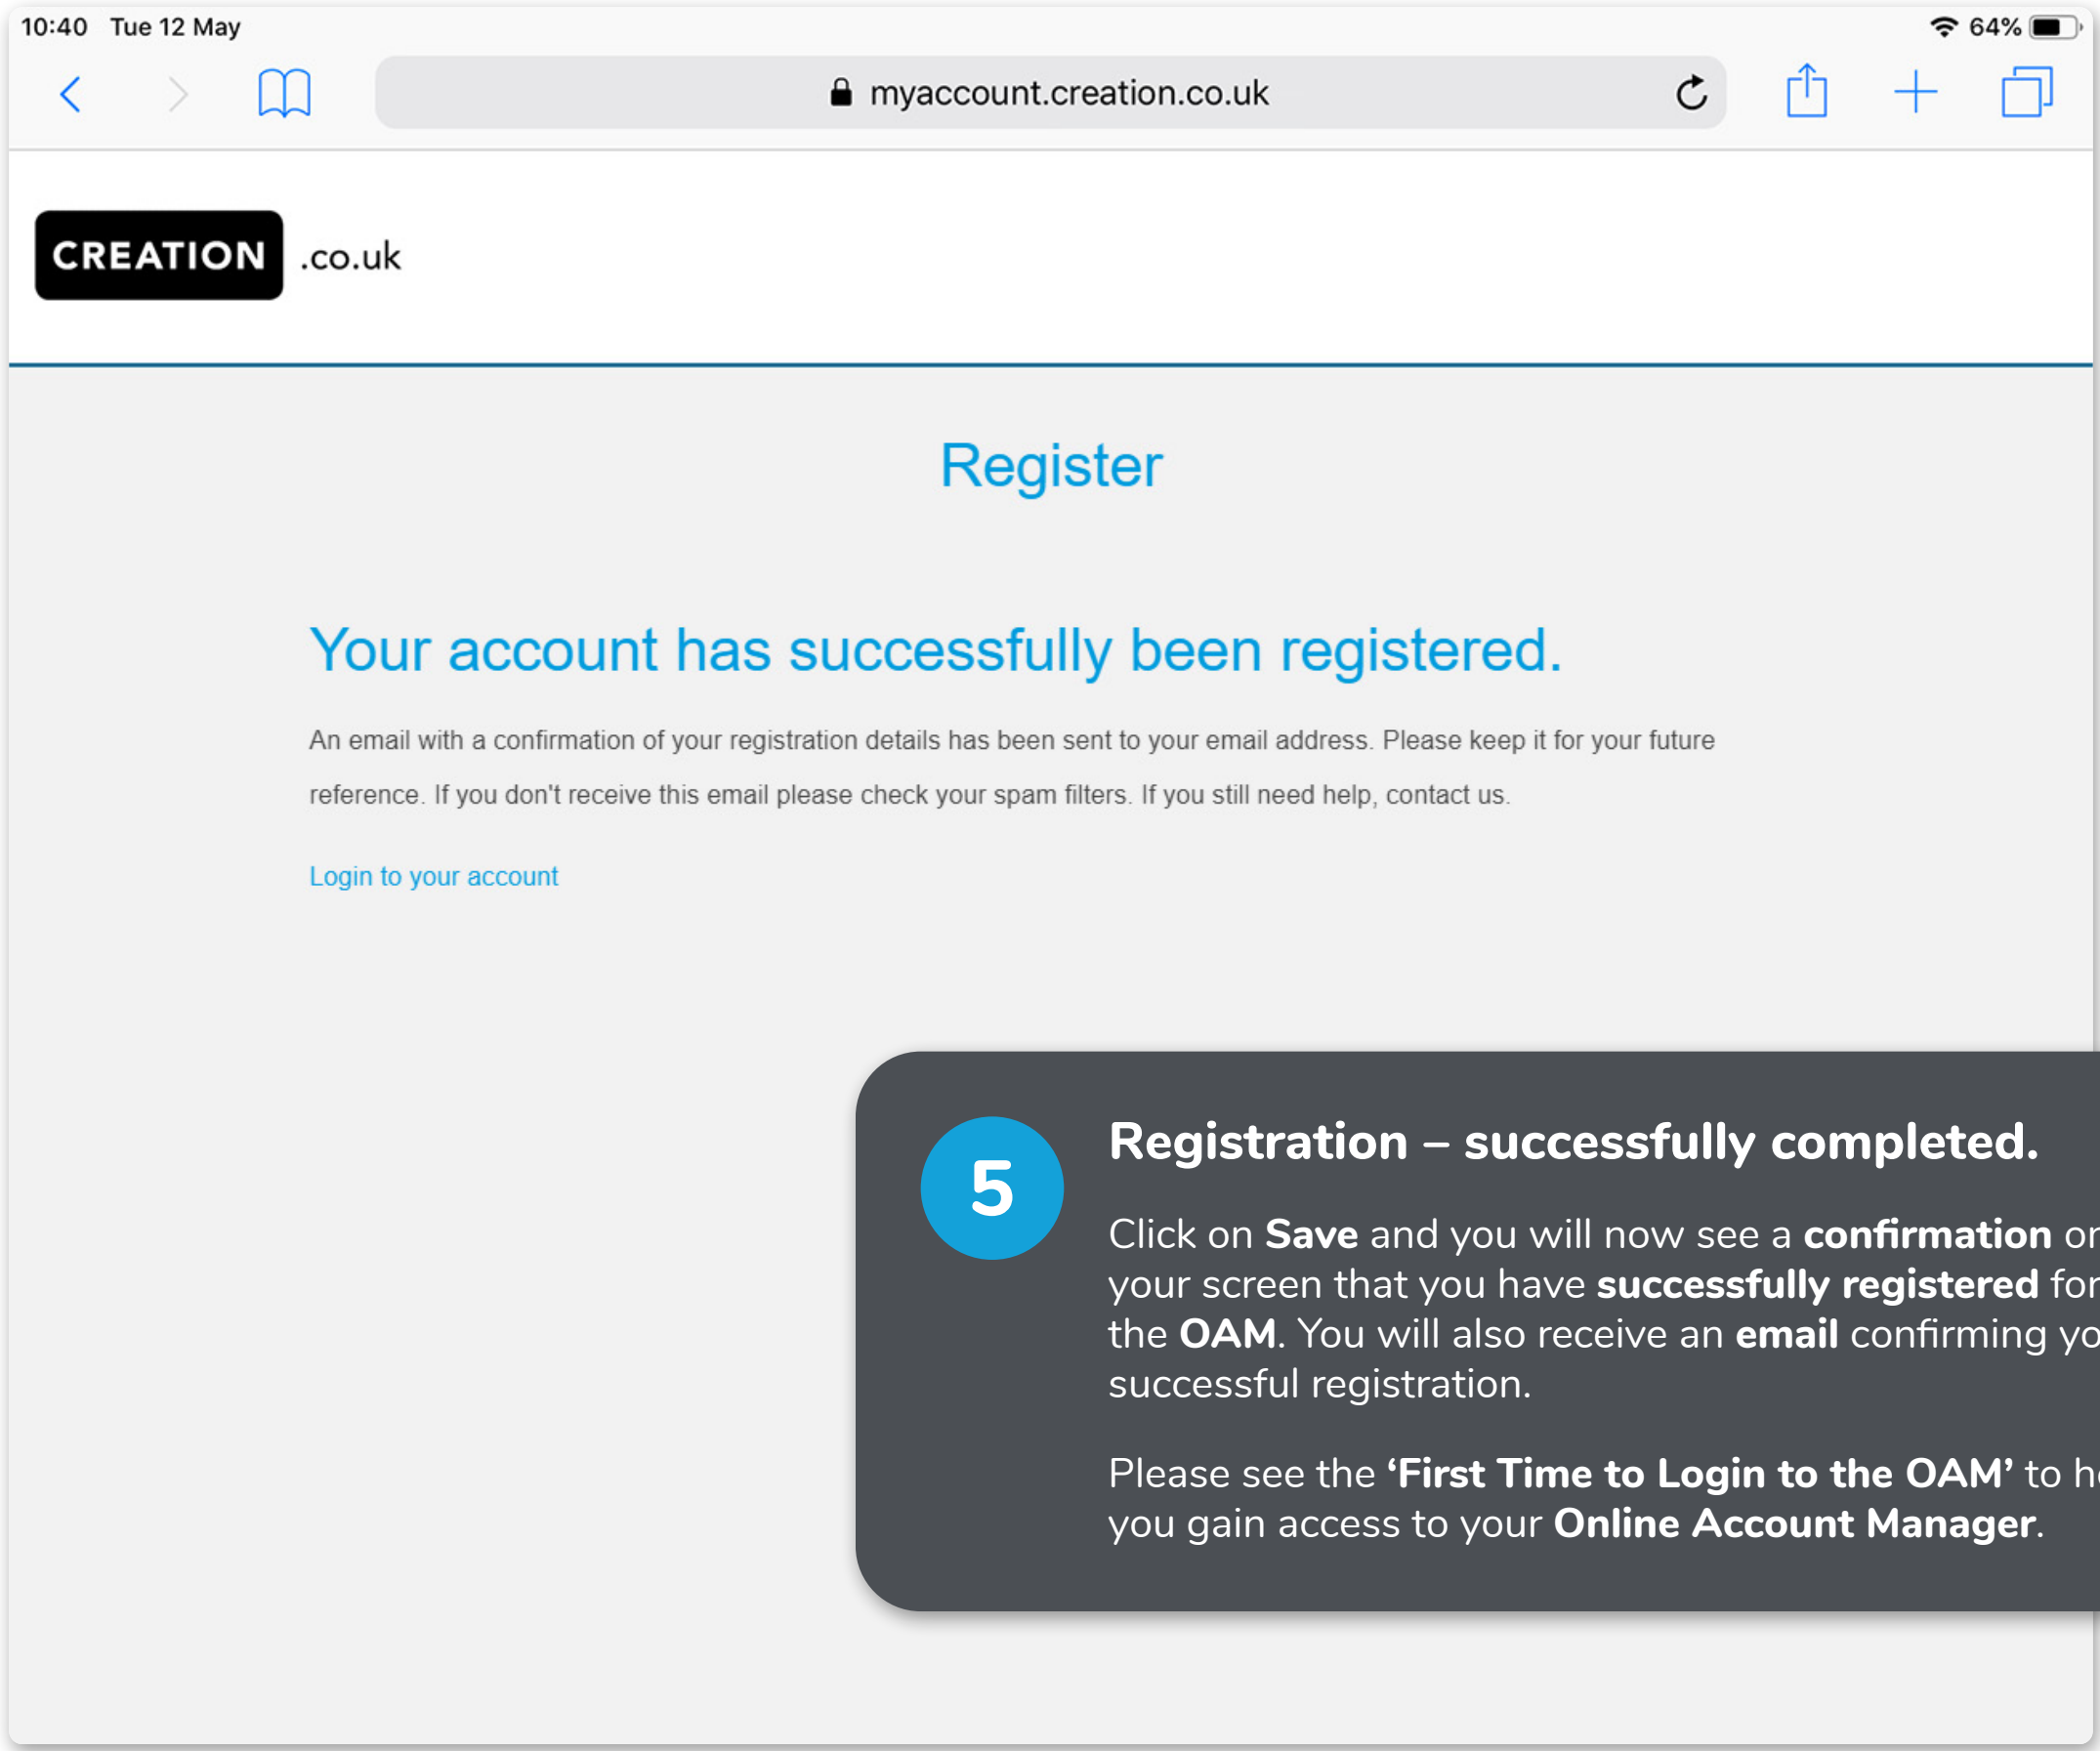 10:40 Tue 12 May
64%
myaccount.creation.co.uk
CREATION .co.uk
Register
Your account has successfully been registered.
An email with a confirmation of your registration details has been sent to your email address. Please keep it for your future
reference. If you don't receive this email please check your spam filters. If you still need help, contact us.
Login to your account
5
Registration – successfully completed.
Click on Save and you will now see a confirmation
your screen that you have successfully registered for
the OAM. You will also receive an email confirming
successful registration.
Please see the ‘First Time to Login to the OAM’ to
you gain access to your Online Account Manager.